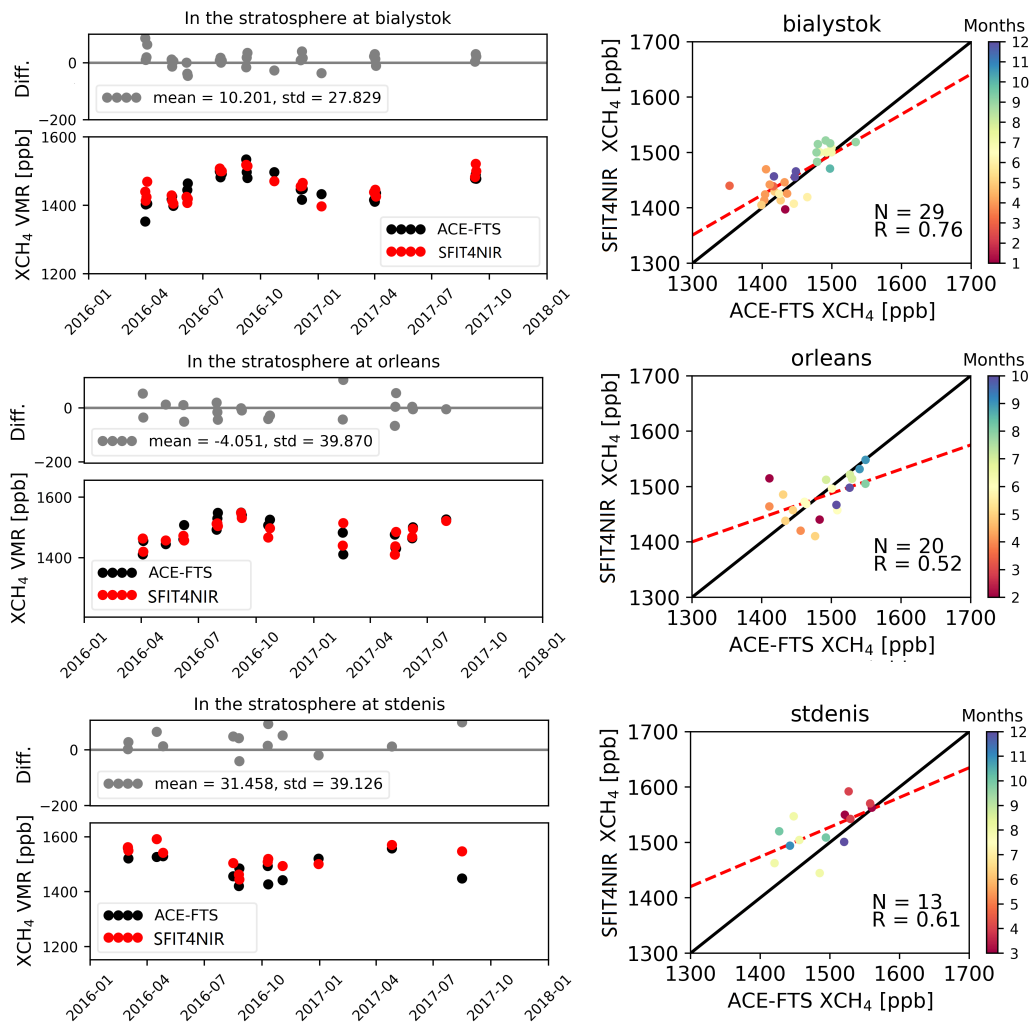 In the stratosphere at bialystok
Diff.
0
−200
mean = 10.201, std = 27.829
XCH4 VMR [ppb]
1600
1400
1200
ACE-FTS
SFIT4NIR
2016-01
2016-04
2016-07
2016-10
2017-01
2017-04
2017-07
2017-10
2018-01
bialystok
Months
SFIT4NIR XCH4 [ppb]
1700
1600
1500
1400
1300
N = 29
R = 0.76
1300
1400
1500
1600
1700
ACE-FTS XCH4 [ppb]
12
11
10
9
8
7
6
5
4
3
2
1
In the stratosphere at orleans
Diff.
0
−200
mean = -4.051, std = 39.870
XCH4 VMR [ppb]
1600
1400
ACE-FTS
SFIT4NIR
2016-01
2016-04
2016-07
2016-10
2017-01
2017-04
2017-07
2017-10
2018-01
orleans
Months
SFIT4NIR XCH4 [ppb]
1700
1600
1500
1400
1300
N = 20
R = 0.52
1300
1400
1500
1600
1700
ACE-FTS XCH4 [ppb]
10
9
8
7
6
5
4
3
2
In the stratosphere at stdenis
Diff.
0
−200
mean = 31.458, std = 39.126
XCH4 VMR [ppb]
1600
1400
1200
ACE-FTS
SFIT4NIR
2016-01
2016-04
2016-07
2016-10
2017-01
2017-04
2017-07
2017-10
2018-01
stdenis
Months
SFIT4NIR XCH4 [ppb]
1700
1600
1500
1400
1300
N = 13
R = 0.61
1300
1400
1500
1600
1700
ACE-FTS XCH4 [ppb]
12
11
10
9
8
7
6
5
4
3